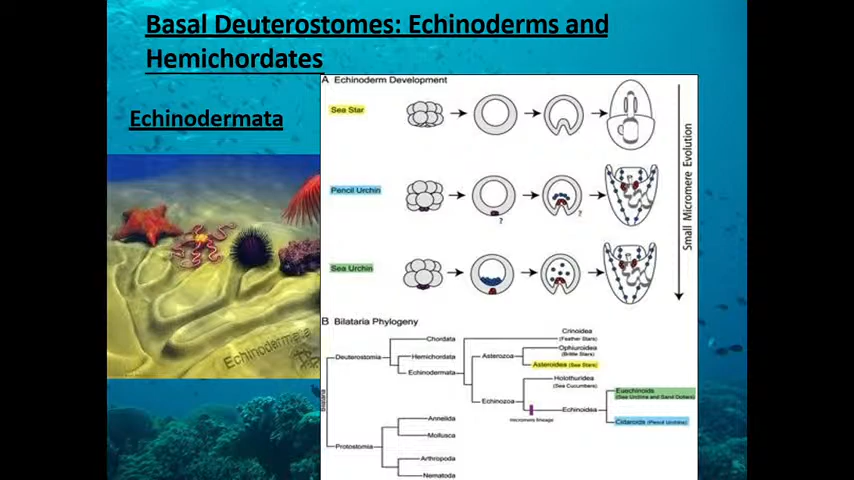 Basal Deuterostomes: Echinoderms and
Hemichordates
Echinodermata
A Echinoderm Development
Sea Star
Pencil Urchin
?
?
Sea Urchin
Small Micromere Evolution
Echinodermata
B Bilataria Phylogeny
Bilataria
Deuterostomia
Chordata
Hemichordata
Echinodermata
Crinoidea
(Feather Stars)
Asterozoa
Ophiuroidea
(Brittle Stars)
Asteroidea (Sea Stars)
Echinozoa
Holothuridea
(Sea Cucumbers)
micromere lineage
Echinoidea
Euechinoids
(Sea Urchins and Sand Dollars)
Cidaroids (Pencil Urchins)
Protostomia
Annelida
Mollusca
Arthropoda
Nematoda